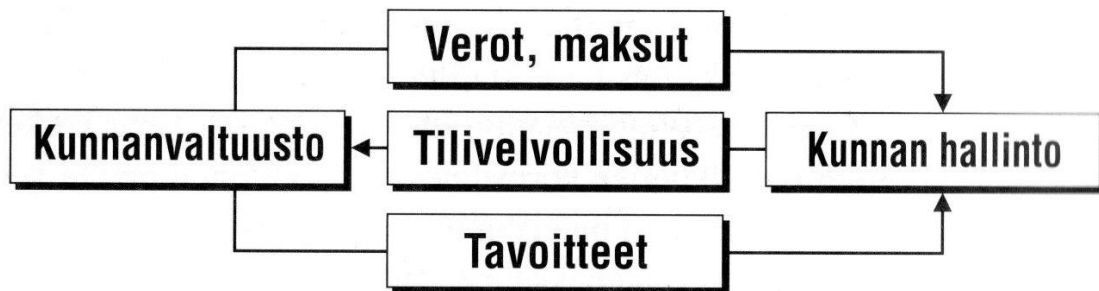 Verot, maksut
Kunnanvaltuusto
Tilivelvollisuus
Kunnan hallinto
Tavoitteet